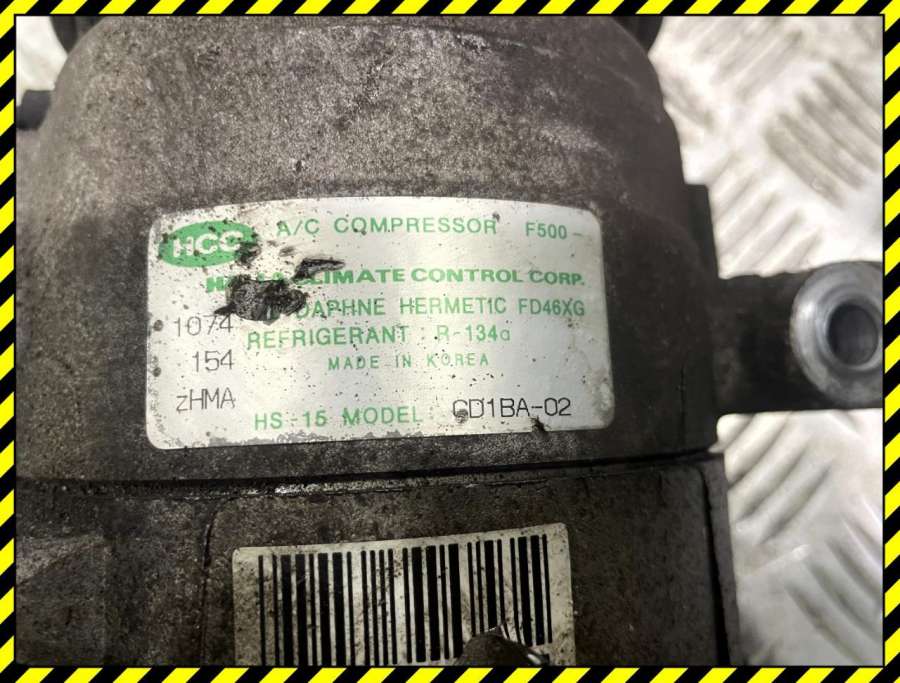 HCC A/C COMPRESSOR F500-
CLIMATE CONTROL CORP.
DAPHNE HERMETIC FD46XG
1074
REFRIGERANT : R-134a
154 MADE IN KOREA
zHMA
HS-15 MODEL: CD1BA-02